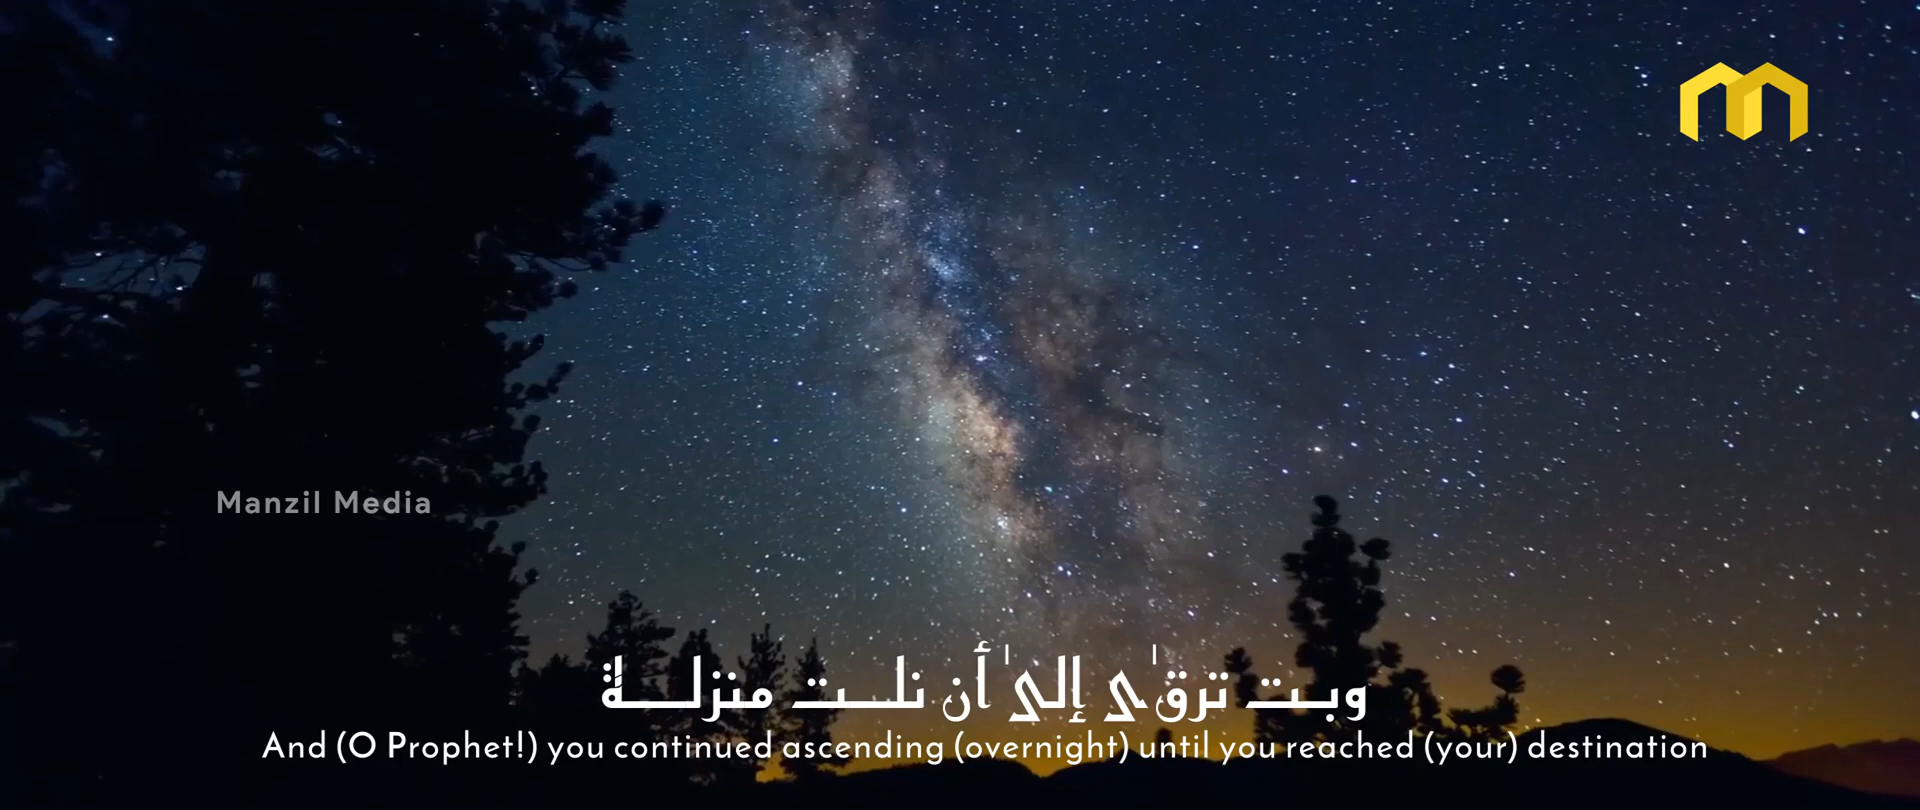 Manzil Media
وبت ترقىٰ إلىٰ أن نلت منزلة
And (O Prophet!) you continued ascending (overnight) until you reached (your) destination